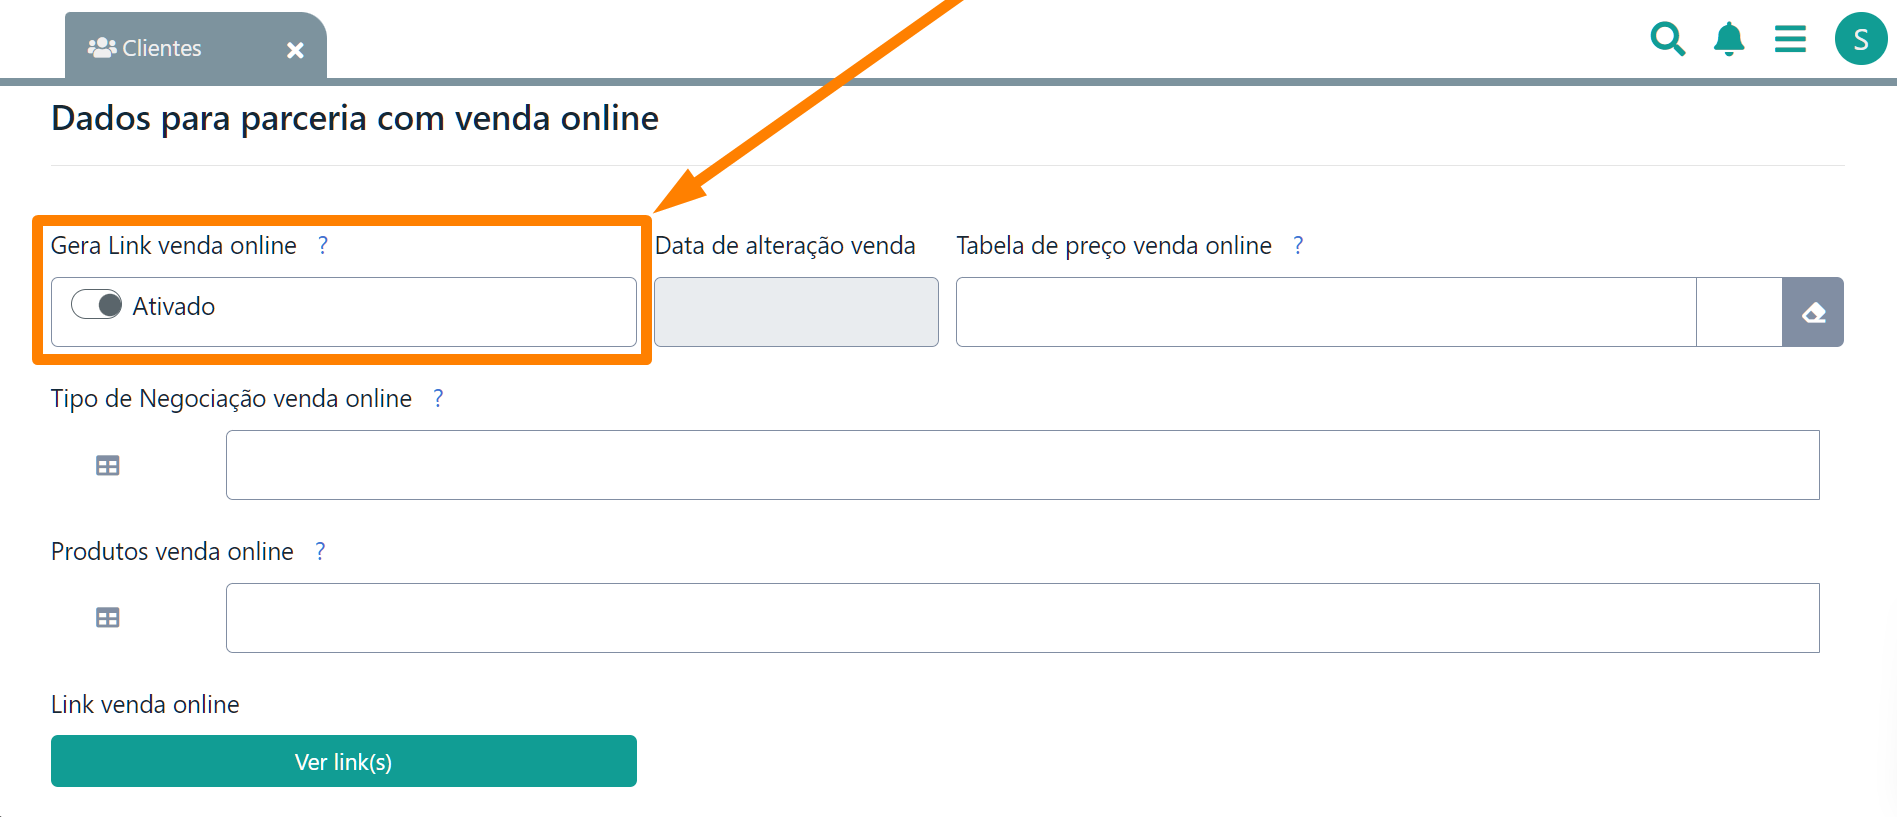 Clientes
S
Dados para parceria com venda online
Gera Link venda online ?
Data de alteração venda
Tabela de preço venda online ?
Ativado
Tipo de Negociação venda online ?
Produtos venda online ?
Link venda online
Ver link(s)